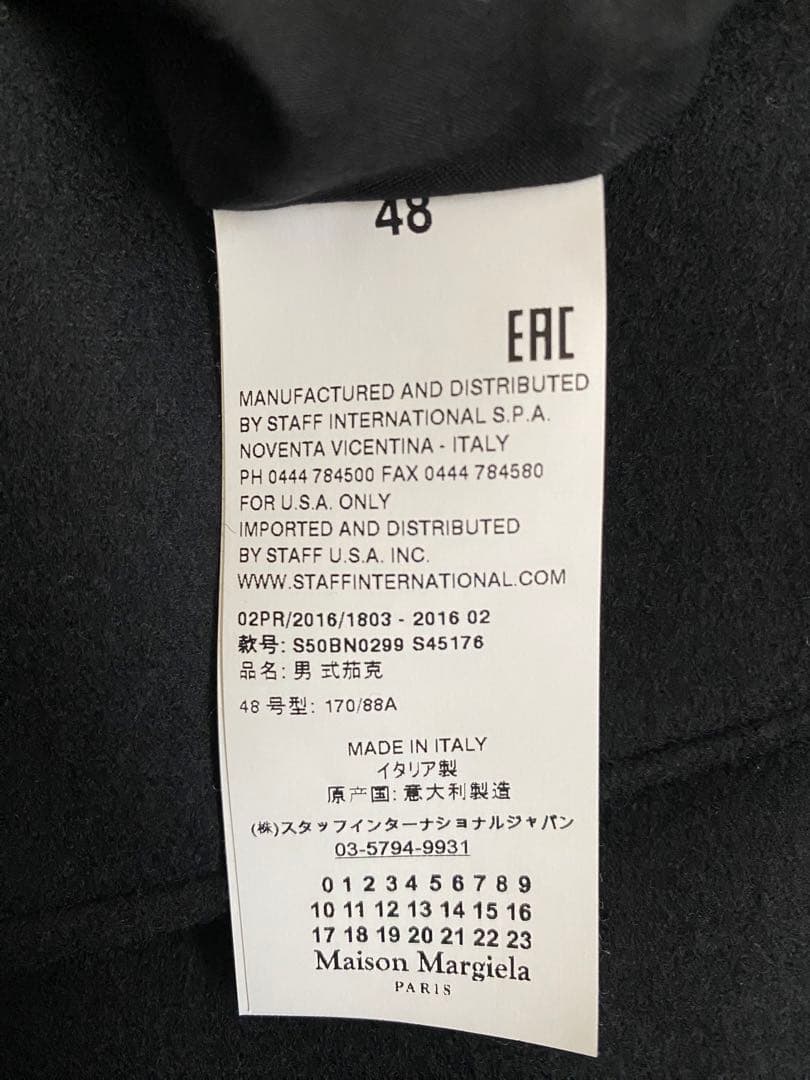 48
EAC
MANUFACTURED AND DISTRIBUTED
BY STAFF INTERNATIONAL S.P.A.
NOVENTA VICENTINA - ITALY
PH 0444 784500 FAX 0444 784580
FOR U.S.A. ONLY
IMPORTED AND DISTRIBUTED
BY STAFF U.S.A. INC.
WWW.STAFFINTERNATIONAL.COM
02PR/2016/1803 - 2016 02
款号: S50BN0299 S45176
品名: 男 式茄克
48 号型: 170/88A
MADE IN ITALY
イタリア製
原产国: 意大利製造
(株)スタッフインターナショナルジャパン
03-5794-9931
0 1 2 3 4 5 6 7 8 9
10 11 12 13 14 15 16
17 18 19 20 21 22 23
Maison Margiela
PARIS